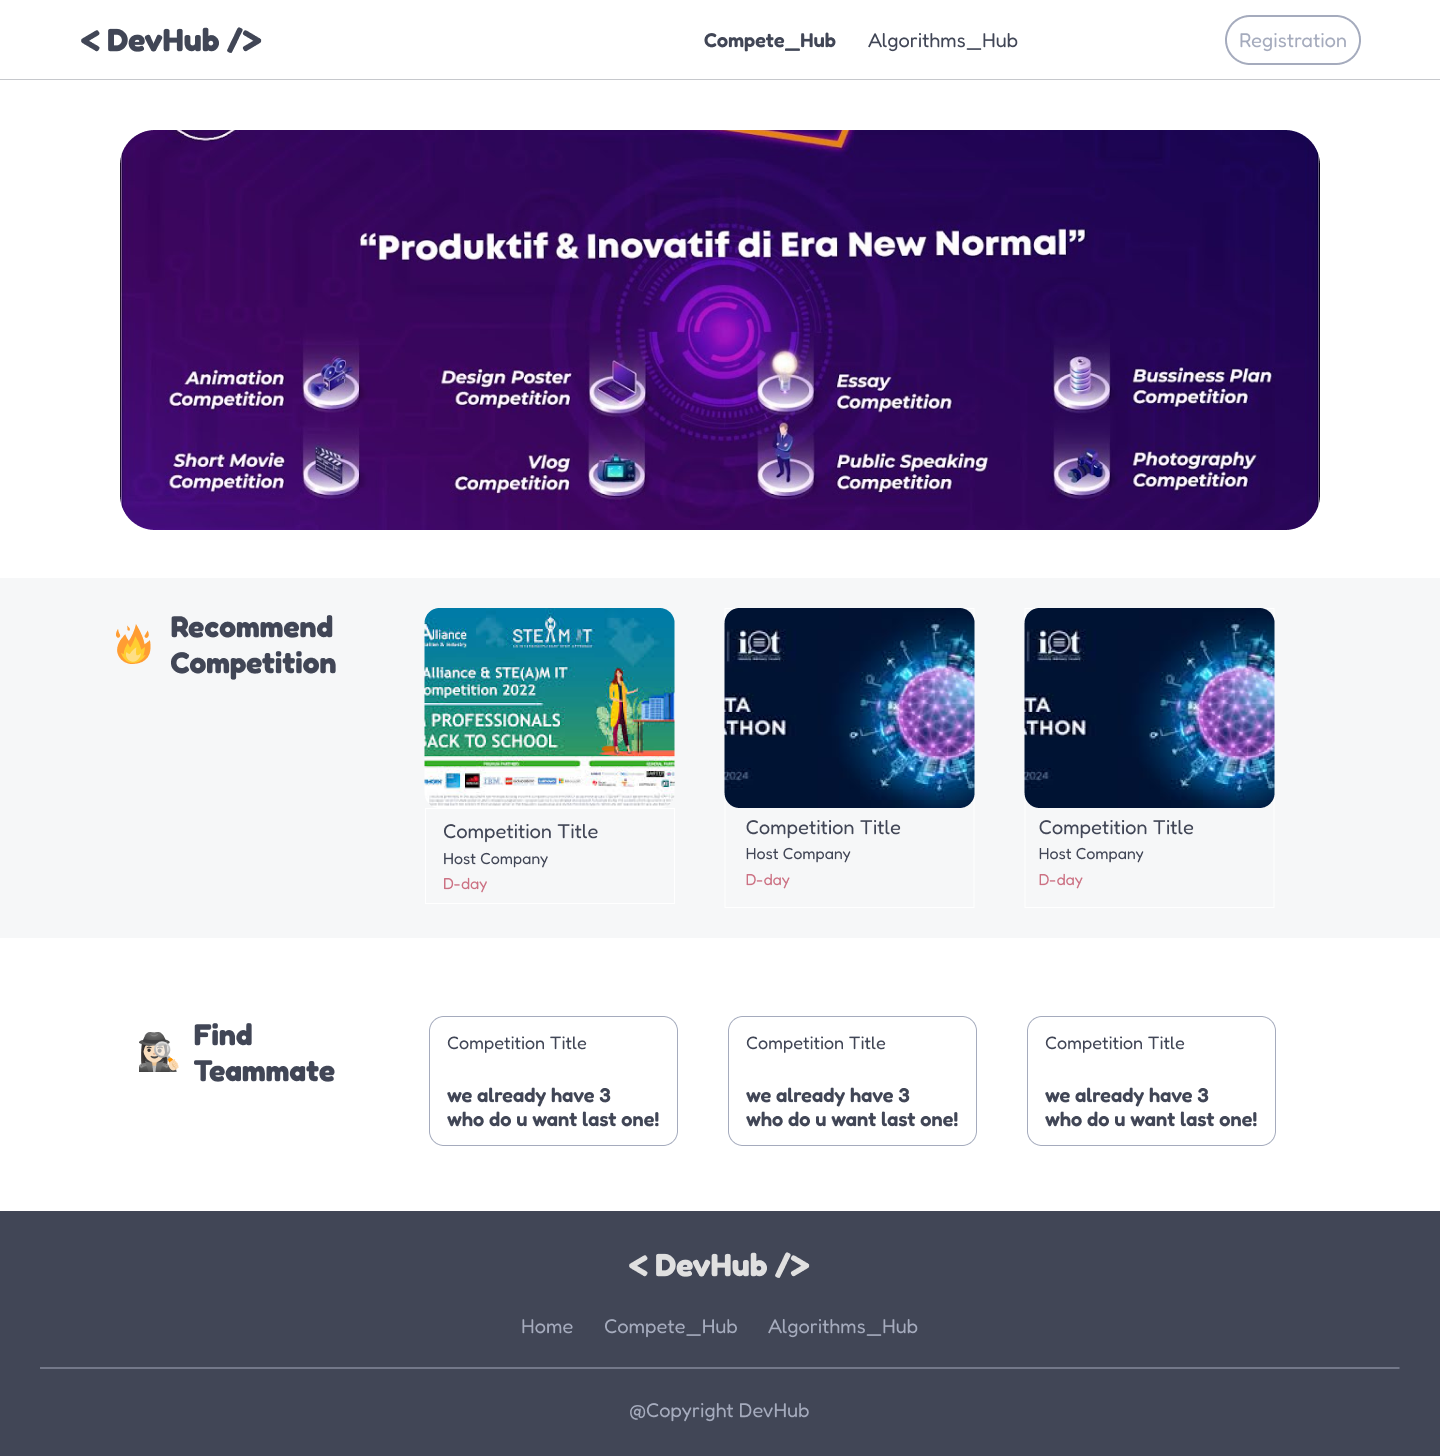 < DevHub />
Compete_Hub
Algorithms_Hub
Registration
“Produktif & Inovatif di Era New Normal”
Animation
Competition
Design Poster
Competition
Essay
Competition
Bussiness Plan
Competition
Short Movie
Competition
Vlog
Competition
Public Speaking
Competition
Photography
Competition
Recommend
Competition
Alliance
STEAM IT
Alliance & STE(A)M IT
ompetition 2022
PROFESSIONALS
BACK TO SCHOOL
IBM
Competition Title
Host Company
D-day
TA
ATHON
2024
Competition Title
Host Company
D-day
TA
ATHON
2024
Competition Title
Host Company
D-day
Find
Teammate
Competition Title
we already have 3
who do u want last one!
Competition Title
we already have 3
who do u want last one!
Competition Title
we already have 3
who do u want last one!
< DevHub />
Home
Compete_Hub
Algorithms_Hub
@Copyright DevHub